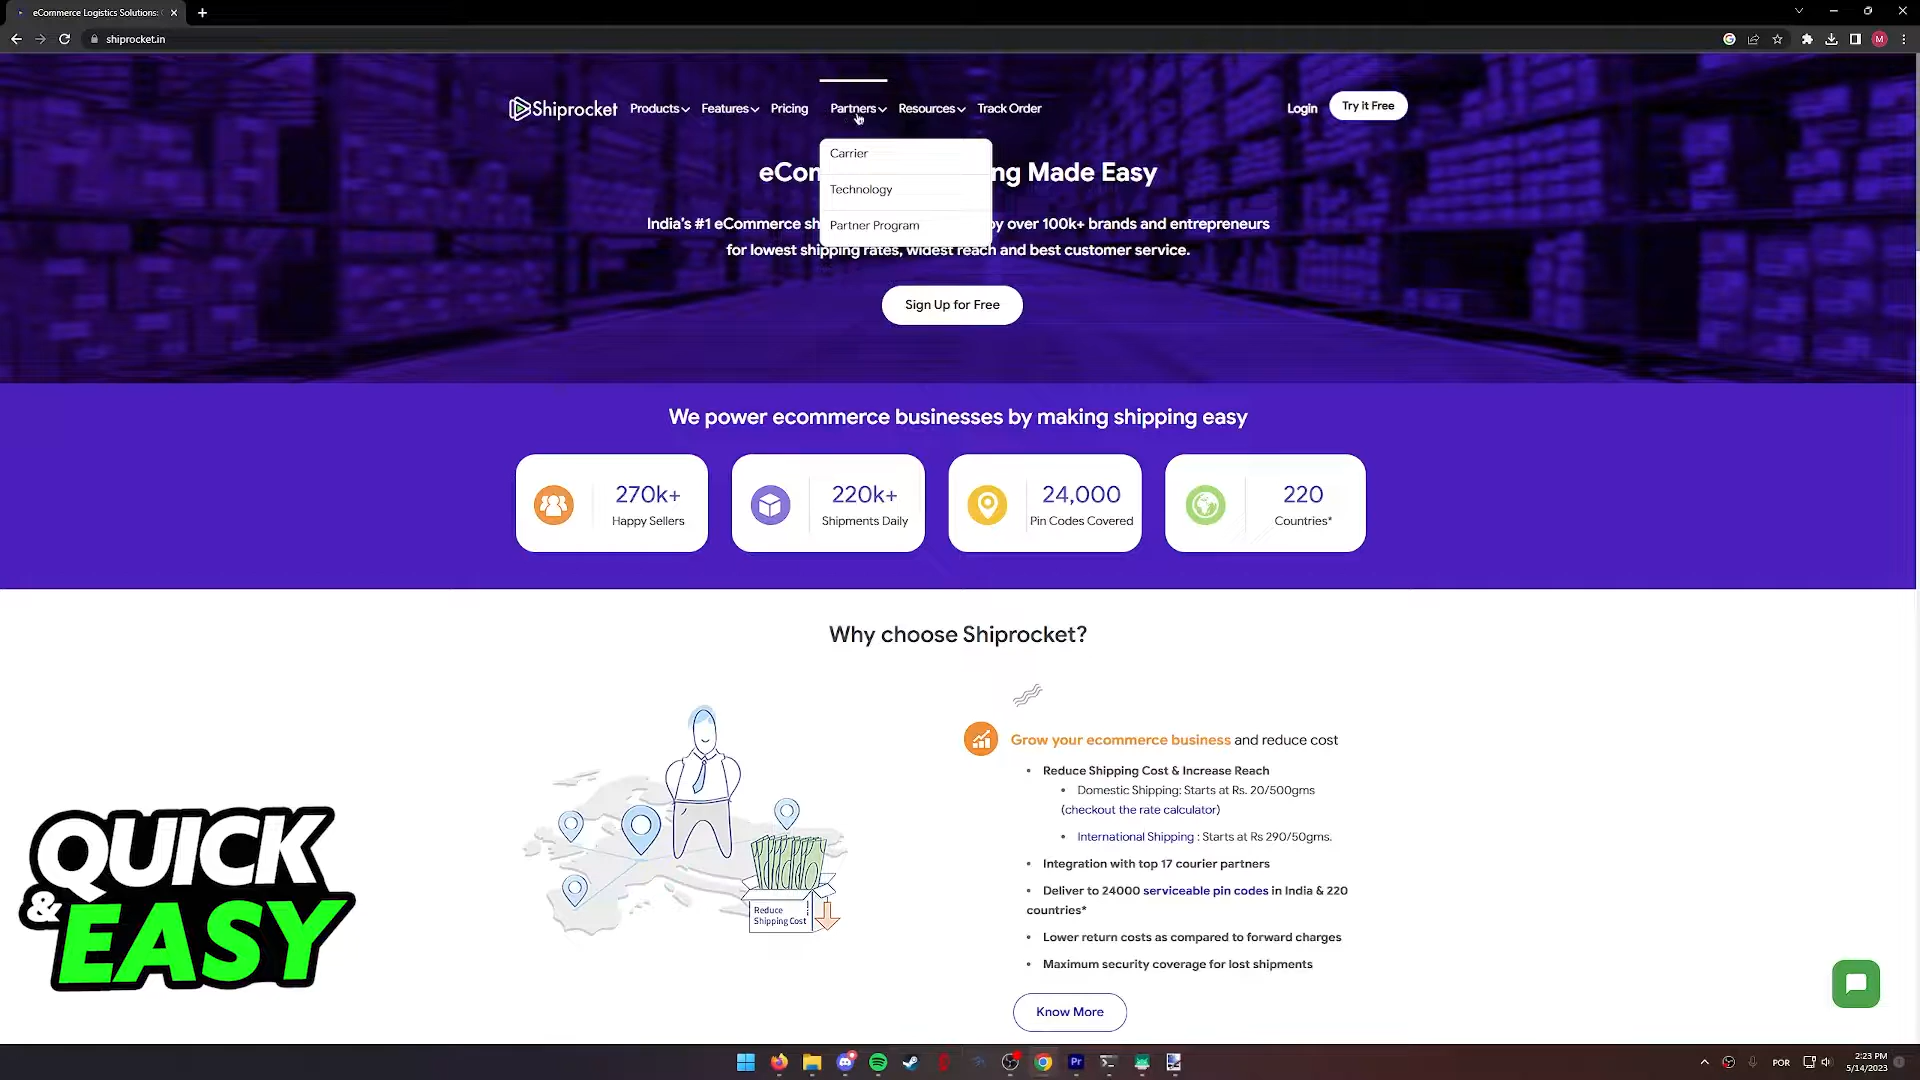 eCommerce Logistics Solutions:
shiprocket.in
M
Shiprocket
Products
Features
Pricing
Partners
Resources
Track Order
Login
Try it Free
Carrier
Technology
Partner Program
eCom
ng Made Easy
India's #1 eCommerce sh
by over 100k+ brands and entrepreneurs
for lowest shipping rates, widest reach and best customer service.
Sign Up for Free
We power ecommerce businesses by making shipping easy
270k+
Happy Sellers
220k+
Shipments Daily
24,000
Pin Codes Covered
220
Countries*
Why choose Shiprocket?
Reduce
Shipping Cost
Grow your ecommerce business and reduce cost
• Reduce Shipping Cost & Increase Reach
• Domestic Shipping: Starts at Rs. 20/500gms
(checkout the rate calculator)
• International Shipping : Starts at Rs 290/50gms.
• Integration with top 17 courier partners
• Deliver to 24000 serviceable pin codes in India & 220
countries*
• Lower return costs as compared to forward charges
• Maximum security coverage for lost shipments
Know More
QUICK
& EASY
Pr
POR
2:23 PM
5/14/2023